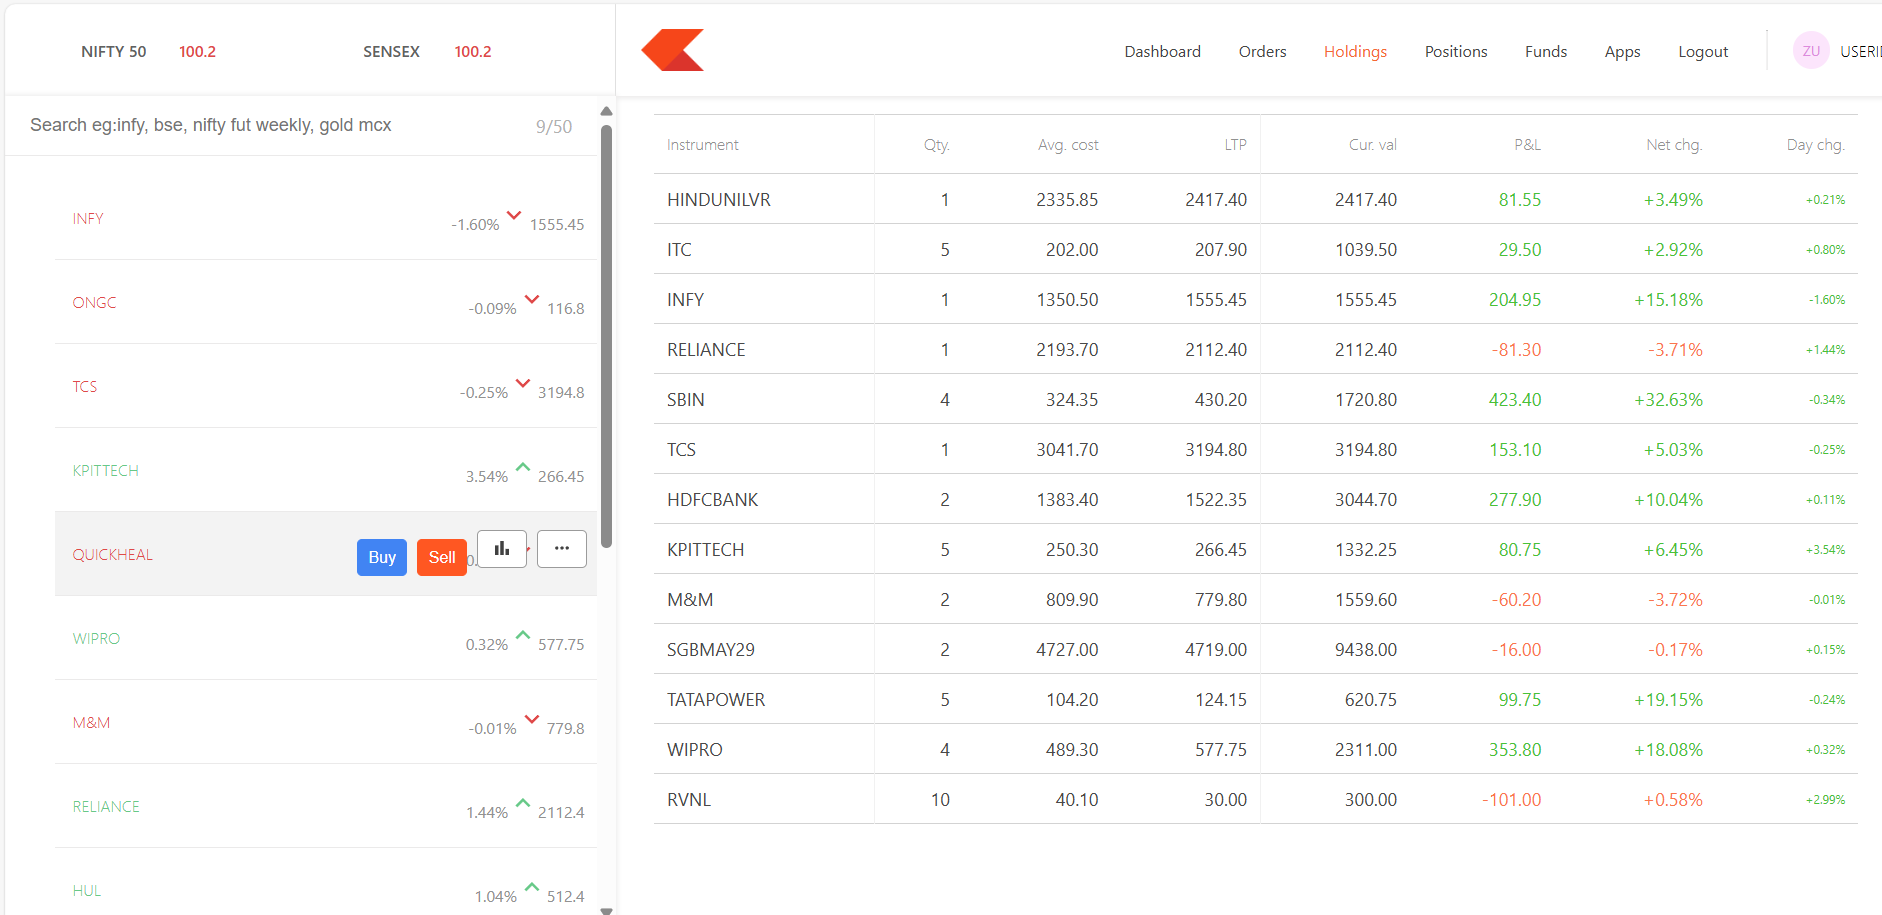 NIFTY 50 100.2 SENSEX 100.2
Dashboard Orders Holdings Positions Funds Apps Logout ZU
Search eg:infy, bse, nifty fut weekly, gold mcx 9/50
INFY -1.60% 1555.45
ONGC -0.09% 116.8
TCS -0.25% 3194.8
KPITTECH 3.54% 266.45
QUICKHEAL Buy Sell ...
WIPRO 0.32% 577.75
M&M -0.01% 779.8
RELIANCE 1.44% 2112.4
HUL 1.04% 512.4
Instrument Qty. Avg. cost LTP Cur. val P&L Net chg. Day chg.
HINDUNILVR 1 2335.85 2417.40 2417.40 81.55 +3.49% +0.21%
ITC 5 202.00 207.90 1039.50 29.50 +2.92% +0.80%
INFY 1 1350.50 1555.45 1555.45 204.95 +15.18% -1.60%
RELIANCE 1 2193.70 2112.40 2112.40 -81.30 -3.71% +1.44%
SBIN 4 324.35 430.20 1720.80 423.40 +32.63% -0.34%
TCS 1 3041.70 3194.80 3194.80 153.10 +5.03% -0.25%
HDFCBANK 2 1383.40 1522.35 3044.70 277.90 +10.04% +0.11%
KPITTECH 5 250.30 266.45 1332.25 80.75 +6.45% +3.54%
M&M 2 809.90 779.80 1559.60 -60.20 -3.72% -0.01%
SGBMAY29 2 4727.00 4719.00 9438.00 -16.00 -0.17% +0.15%
TATAPOWER 5 104.20 124.15 620.75 99.75 +19.15% -0.24%
WIPRO 4 489.30 577.75 2311.00 353.80 +18.08% +0.32%
RVNL 10 40.10 30.00 300.00 -101.00 +0.58% +2.99%